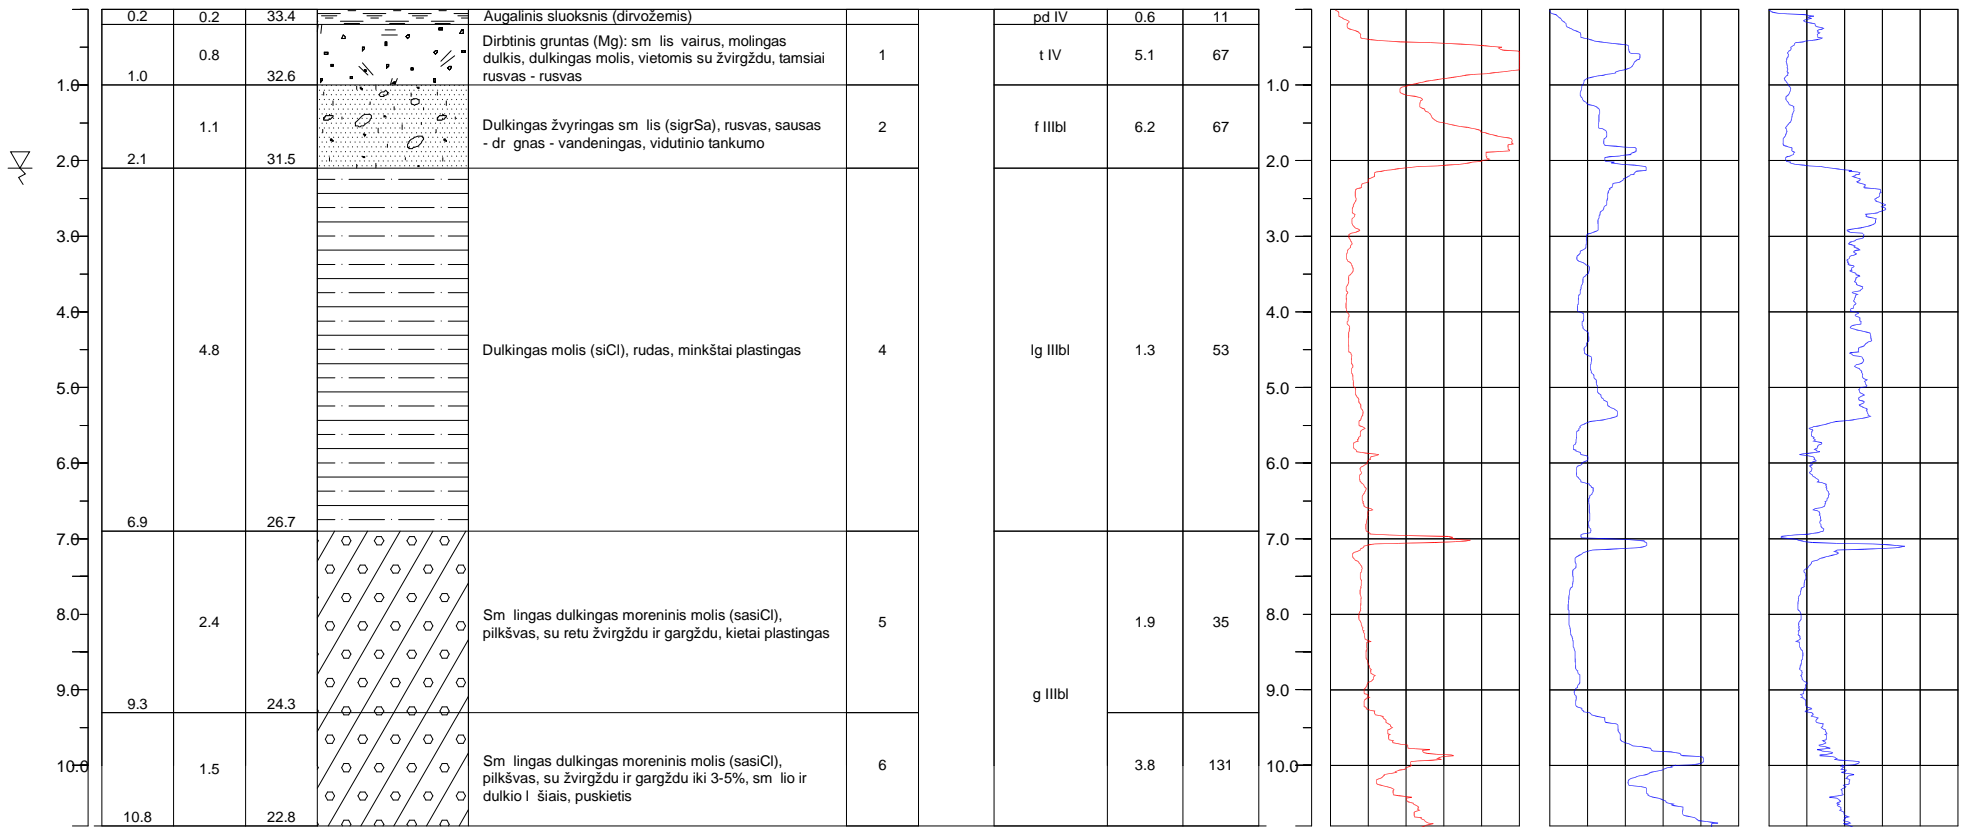 0.2 0.2 33.4 Augalinis sluoksnis (dirvožemis) pd IV 0.6 11
0.8 Dirbtinis gruntas (Mg): sm lis vairus, molingas
dulkis, dulkingas molis, vietomis su žvirgždu, tamsiai
rusvas - rusvas
1 t IV 5.1 67
1.0 32.6
1.0 1.0
1.1 Dulkingas žvyringas sm lis (sigrSa), rusvas, sausas
- dr gnas - vandeningas, vidutinio tankumo
2 f IIIbl 6.2 67
2.1 31.5
2.0 2.0
3.0 3.0
4.0 4.0
4.8 Dulkingas molis (siCl), rudas, minkštai plastingas 4 lg IIIbl 1.3 53
5.0 5.0
6.0 6.0
6.9 26.7
7.0 7.0
8.0 8.0
2.4 Sm lingas dulkingas moreninis molis (sasiCl),
pilkšvas, su retu žvirgždu ir gargždu, kietai plastingas
5 1.9 35
9.0 9.0
g IIIbl
9.3 24.3
10.0 10.0
1.5 Sm lingas dulkingas moreninis molis (sasiCl),
pilkšvas, su žvirgždu ir gargždu iki 3-5%, sm lio ir
dulkio l šiais, puskietis
6 3.8 131
10.8 22.8